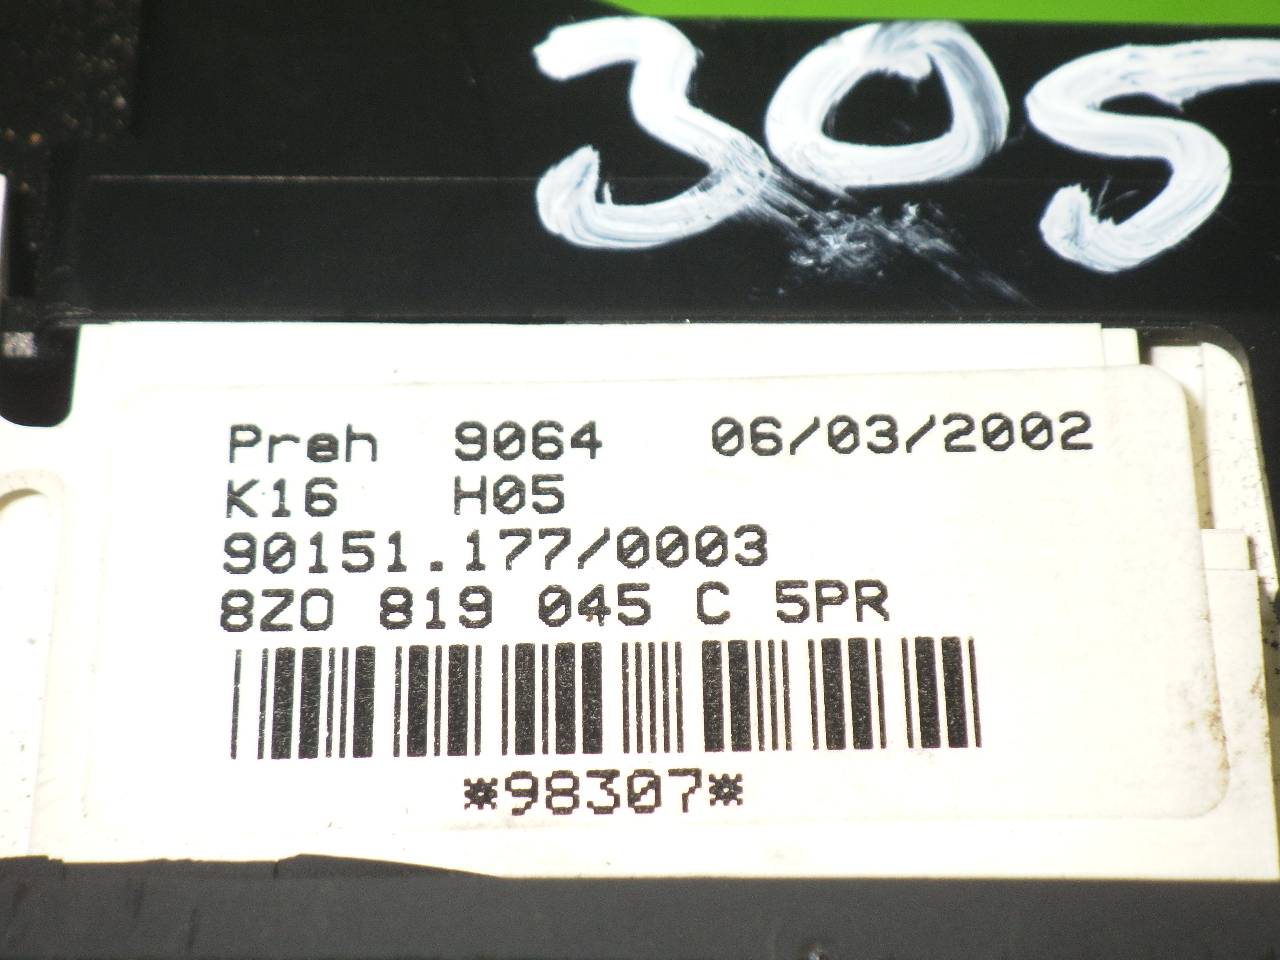 305
Preh 9064 06/03/2002
K16 H05
90151.177/0003
8Z0 819 045 C 5PR
*98307*